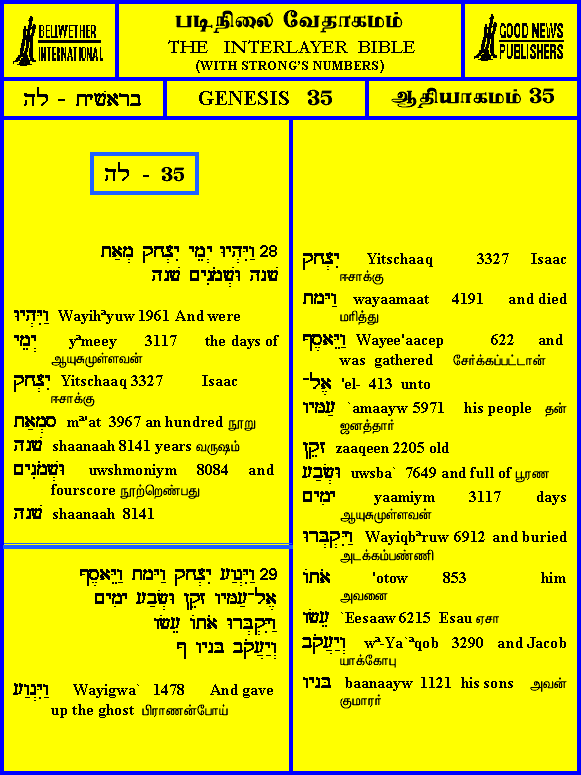 BELLWETHER
INTERNATIONAL
படிநிலை வேதாகமம்
THE INTERLAYER BIBLE
(WITH STRONG'S NUMBERS)
GOOD NEWS
PUBLISHERS
בראשית - לה
GENESIS 35
ஆதியாகமம் 35
לה - 35
28 וַיִּהְיוּ יְמֵי יִצְחָק מְאַת
שָׁנָה וּשְׁמֹנִים שָׁנָה
וַיִּהְיוּ Wayihªyuw 1961 And were
יְמֵי yªmeey 3117 the days of
ஆயுசுமுள்ளவன்
יִצְחָק Yitschaaq 3327 Isaac
ஈசாக்கு
סמְאַת mª'at 3967 an hundred நூறு
שָׁנָה shaanaah 8141 years வருஷம்
וּשְׁמֹנִים uwshmoniym 8084 and
fourscore நூற்றெண்பது
שָׁנָה shaanaah 8141
29 וַיִּגְוַע יִצְחָק וַיָּמָת וַיֵּאָסֶף
אֶל־עַמָּיו זָקֵן וּשְׂבַע יָמִים
וַיִּקְבְּרוּ אֹתוֹ עֵשָׂו
וְיַעֲקֹב בָּנָיו ף
וַיִּגְוַע Wayigwa` 1478 And gave
up the ghost பிராணன்போய்
יִצְחָק Yitschaaq 3327 Isaac
ஈசாக்கு
וַיָּמָת wayaamaat 4191 and died
மரித்து
וַיֵּאָסֶף Wayee'aacep 622 and
was gathered சேர்க்கப்பட்டான்
אֶל־ 'el- 413 unto
עַמָּיו `amaayw 5971 his people தன்
ஜனத்தார்
זָקֵן zaaqeen 2205 old
וּשְׂבַע uwsba` 7649 and full of பூரண
יָמִים yaamiym 3117 days
ஆயுசுமுள்ளவன்
וַיִּקְבְּרוּ Wayiqbªruw 6912 and buried
அடக்கம்பண்ணி
אֹתוֹ 'otow 853 him
அவனை
עֵשָׂו `Eesaaw 6215 Esau ஏசா
וְיַעֲקֹב wª-Ya`ªqob 3290 and Jacob
யாக்கோபு
בָּנָיו baanaayw 1121 his sons அவன்
குமாரர்